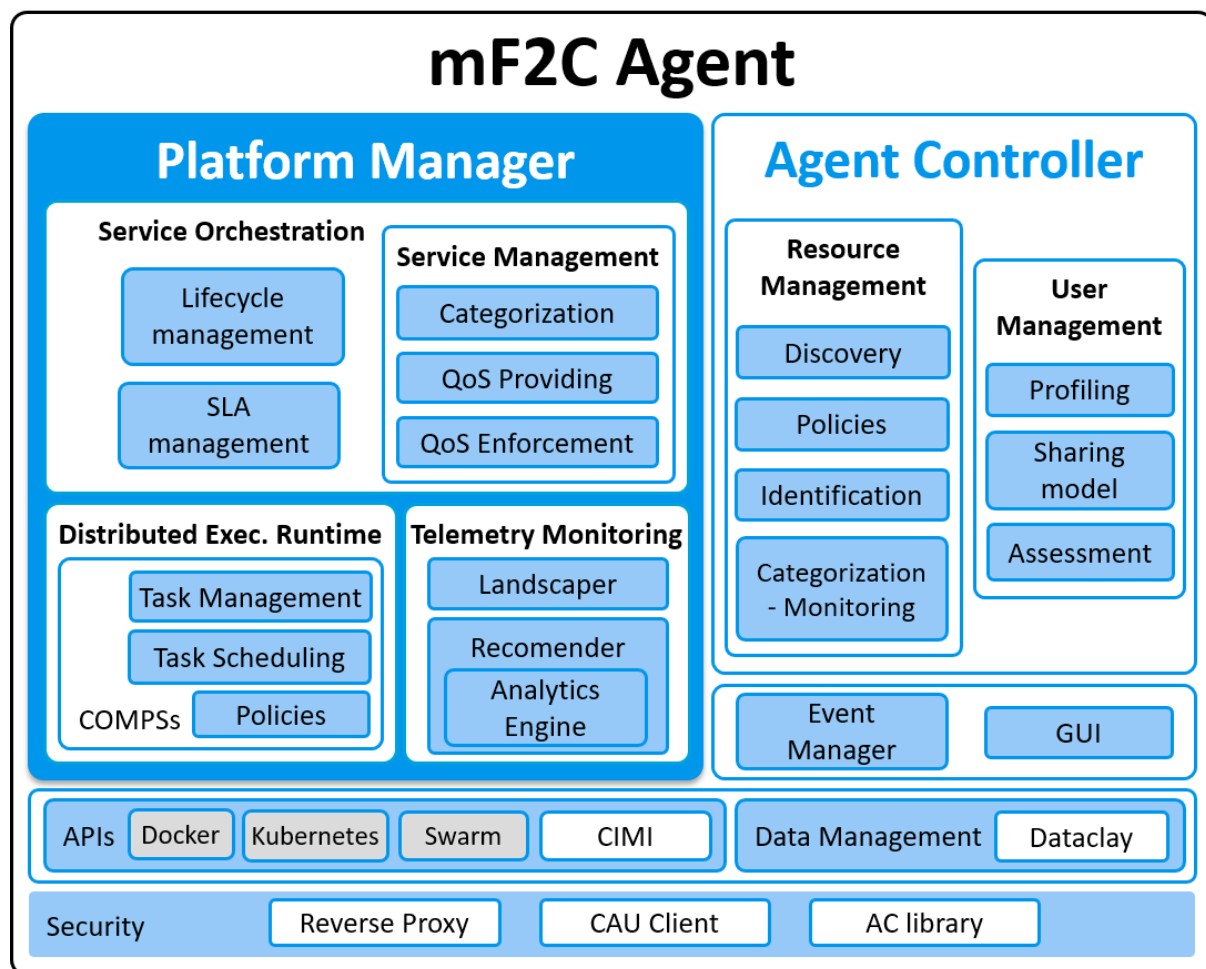 mF2C Agent
Platform Manager
Service Orchestration
Lifecycle
management
SLA
management
Service Management
Categorization
QoS Providing
QoS Enforcement
Distributed Exec. Runtime
Task Management
Task Scheduling
COMPSs
Policies
Telemetry Monitoring
Landscaper
Recomender
Analytics
Engine
Agent Controller
Resource
Management
Discovery
Policies
Identification
Categorization
- Monitoring
User
Management
Profiling
Sharing
model
Assessment
Event
Manager
GUI
APIs
Docker
Kubernetes
Swarm
CIMI
Data Management
Dataclay
Security
Reverse Proxy
CAU Client
AC library